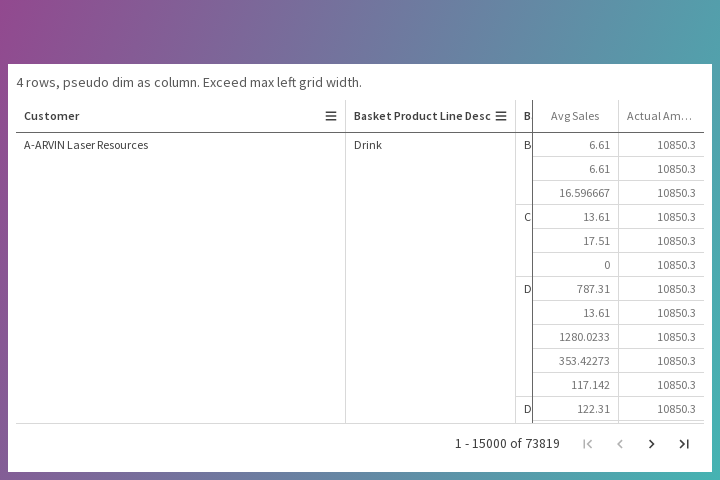 4 rows, pseudo dim as column. Exceed max left grid width.
Customer Basket Product Line Desc B Avg Sales Actual Am...
A-ARVIN Laser Resources Drink B 6.61 10850.3
6.61 10850.3
16.596667 10850.3
C 13.61 10850.3
17.51 10850.3
0 10850.3
D 787.31 10850.3
13.61 10850.3
1280.0233 10850.3
353.42273 10850.3
117.142 10850.3
D 122.31 10850.3
1 - 15000 of 73819